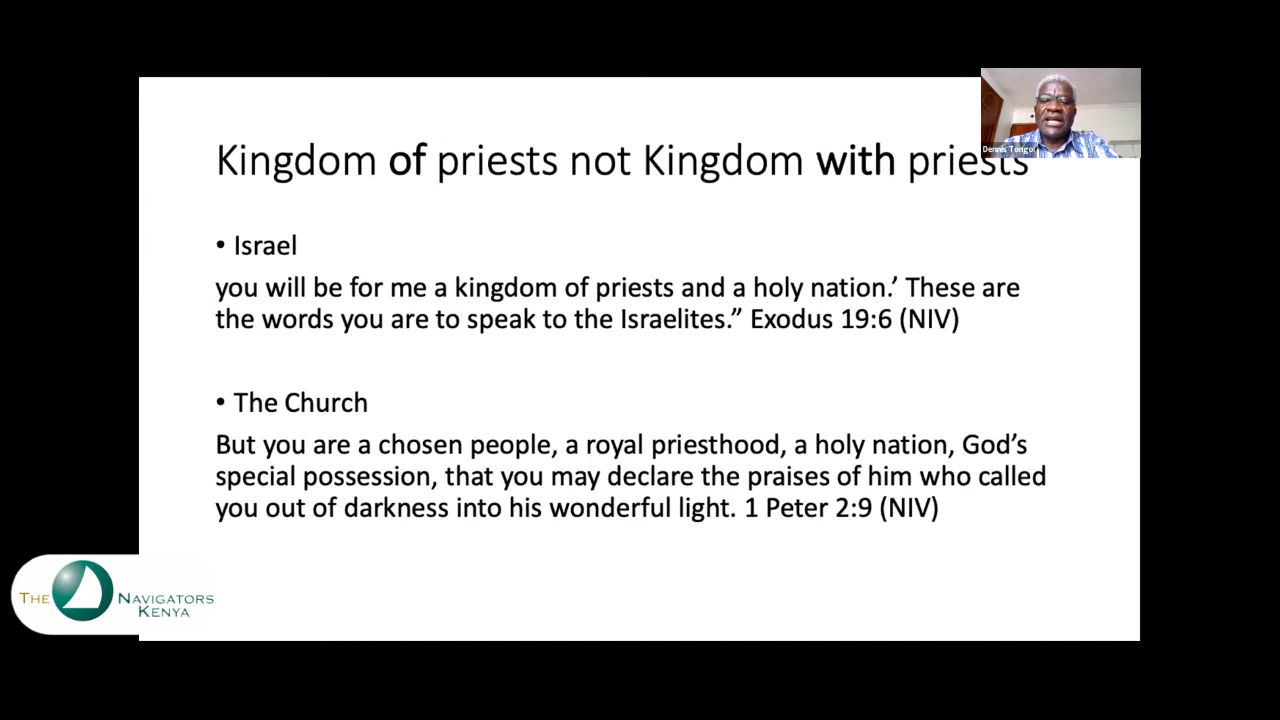 Kingdom of priests not Kingdom with priests
Dennis Tongoi
• Israel
you will be for me a kingdom of priests and a holy nation.’ These are
the words you are to speak to the Israelites.” Exodus 19:6 (NIV)
• The Church
But you are a chosen people, a royal priesthood, a holy nation, God’s
special possession, that you may declare the praises of him who called
you out of darkness into his wonderful light. 1 Peter 2:9 (NIV)
THE NAVIGATORS
KENYA